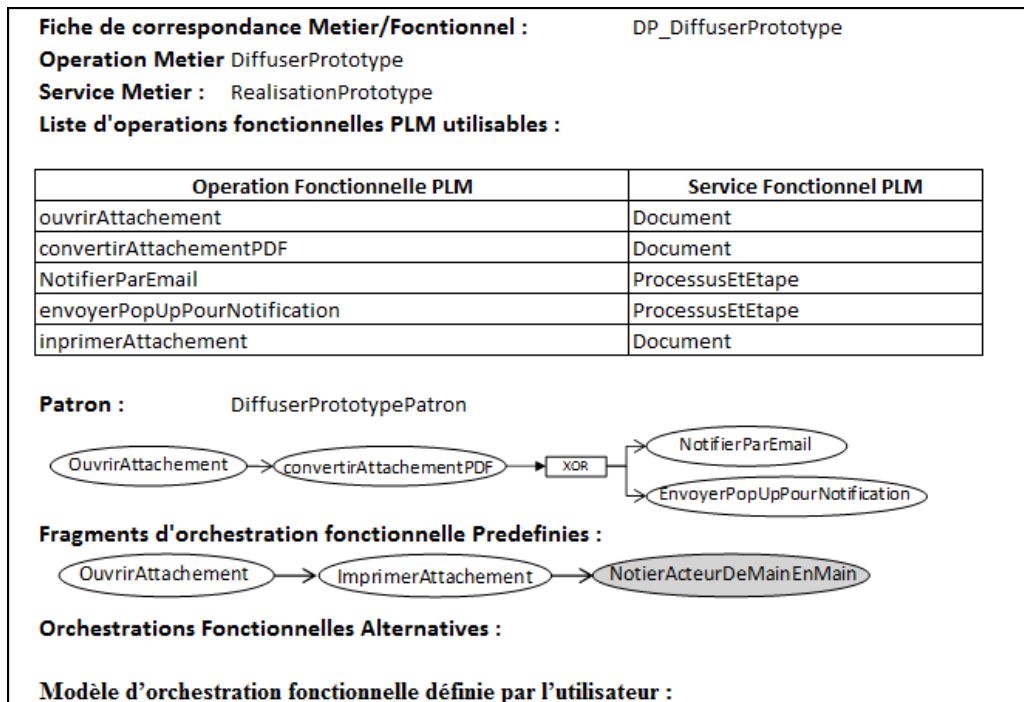 Fiche de correspondance Metier/Focntionnel : DP_DiffuserPrototype
Operation Metier DiffuserPrototype
Service Metier : RealisationPrototype
Liste d'operations fonctionnelles PLM utilisables :
Operation Fonctionnelle PLM Service Fonctionnel PLM
ouvrirAttachement Document
convertirAttachementPDF Document
NotifierParEmail ProcessusEtEtape
envoyerPopUpPourNotification ProcessusEtEtape
inprimerAttachement Document
Patron : DiffuserPrototypePatron
OuvrirAttachement convertirAttachementPDF XOR NotifierParEmail
EnvoyerPopUpPourNotification
Fragments d'orchestration fonctionnelle Predefinies :
OuvrirAttachement ImprimerAttachement NotierActeurDeMainEnMain
Orchestrations Fonctionnelles Alternatives :
Modèle d’orchestration fonctionnelle définie par l’utilisateur :